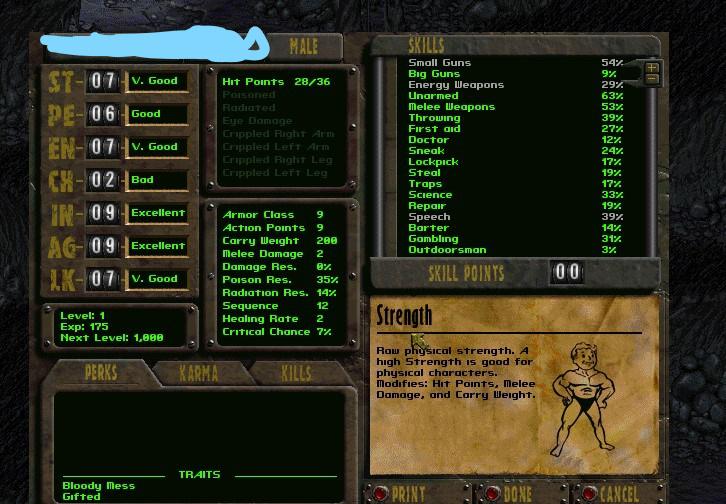 MALE
SKILLS
ST 07 V. Good
PE 06 Good
EN 07 V. Good
CH 02 Bad
IN 09 Excellent
AG 09 Excellent
LK 07 V. Good
Hit Points 28/36
Poisoned
Radiated
Eye Damage
Crippled Right Arm
Crippled Left Arm
Crippled Right Leg
Crippled Left Leg
Armor Class 9
Action Points 9
Carry Weight 200
Melee Damage 2
Damage Res. 0%
Poison Res. 35%
Radiation Res. 14%
Sequence 12
Healing Rate 2
Critical Chance 7%
Small Guns 54%
Big Guns 9%
Energy Weapons 29%
Unarmed 63%
Melee Weapons 53%
Throwing 39%
First aid 27%
Doctor 12%
Sneak 24%
Lockpick 17%
Steal 19%
Traps 17%
Science 33%
Repair 19%
Speech 39%
Barter 14%
Gambling 31%
Outdoorsman 3%
SKILL POINTS 00
Level: 1
Exp: 175
Next Level: 1,000
PERKS KARMA KILLS
TRAITS
Bloody Mess
Gifted
Strength
Raw physical strength. A
high Strength is good for
physical characters.
Modifies: Hit Points, Melee
Damage, and Carry Weight.
PRINT DONE CANCEL